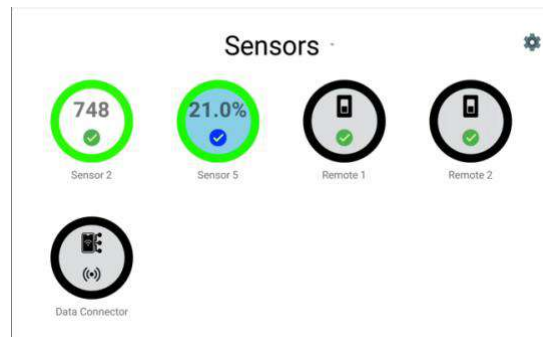 Sensors
748
21.0%
Sensor 2
Sensor 5
Remote 1
Remote 2
Data Connector